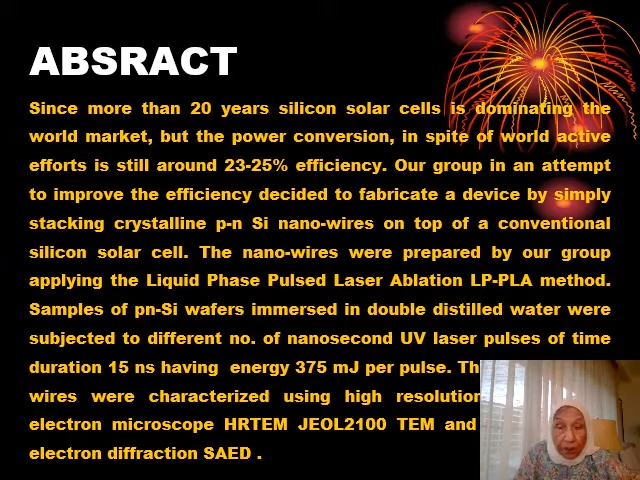 ABSRACT
Since more than 20 years silicon solar cells is dominating the
world market, but the power conversion, in spite of world active
efforts is still around 23-25% efficiency. Our group in an attempt
to improve the efficiency decided to fabricate a device by simply
stacking crystalline p-n Si nano-wires on top of a conventional
silicon solar cell. The nano-wires were prepared by our group
applying the Liquid Phase Pulsed Laser Ablation LP-PLA method.
Samples of pn-Si wafers immersed in double distilled water were
subjected to different no. of nanosecond UV laser pulses of time
duration 15 ns having energy 375 mJ per pulse.
wires were characterized using high resolution
electron microscope HRTEM JEOL2100 TEM and
electron diffraction SAED .